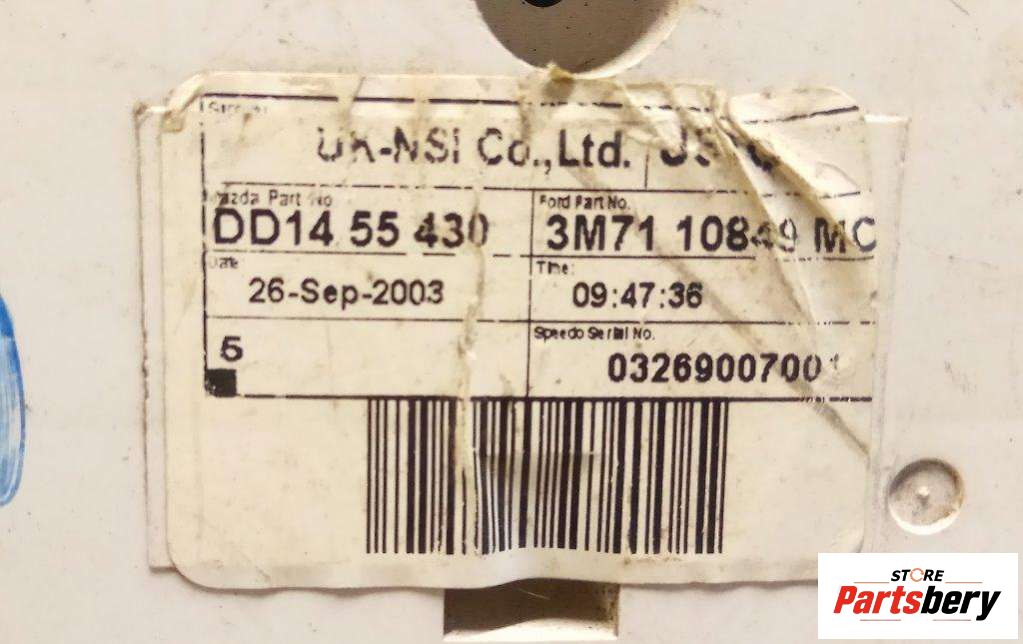 UK-NSI Co.,Ltd.
Mazda Part No Ford Part No.
DD14 55 430 3M71 10849 MC
Date Time:
26-Sep-2003 09:47:36
5 Speedo Serial No.
03269007001
STORE
Partsbery